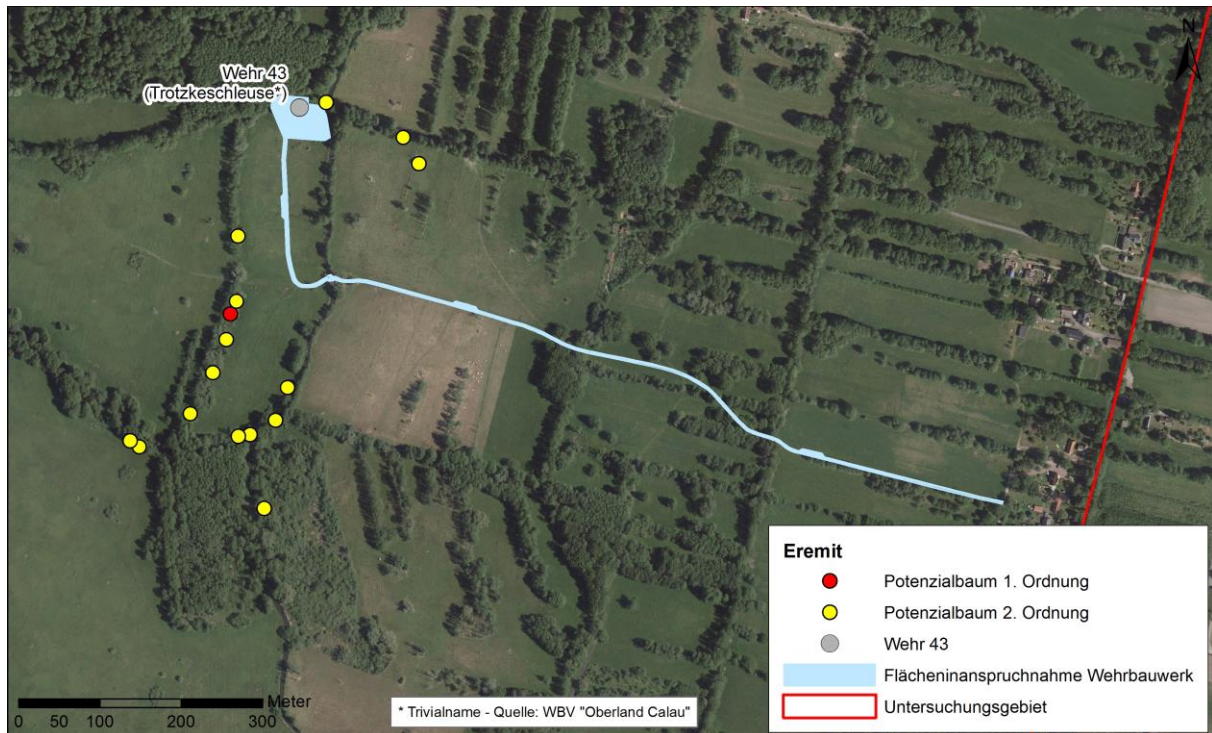 Wehr 43
(Trotzkeschleuse*)
N
Eremit
Potenzialbaum 1. Ordnung
Potenzialbaum 2. Ordnung
Wehr 43
Flächeninanspruchnahme Wehrbauwerk
Untersuchungsgebiet
Meter
0 50 100 200 300
* Trivialname - Quelle: WBV "Oberland Calau"